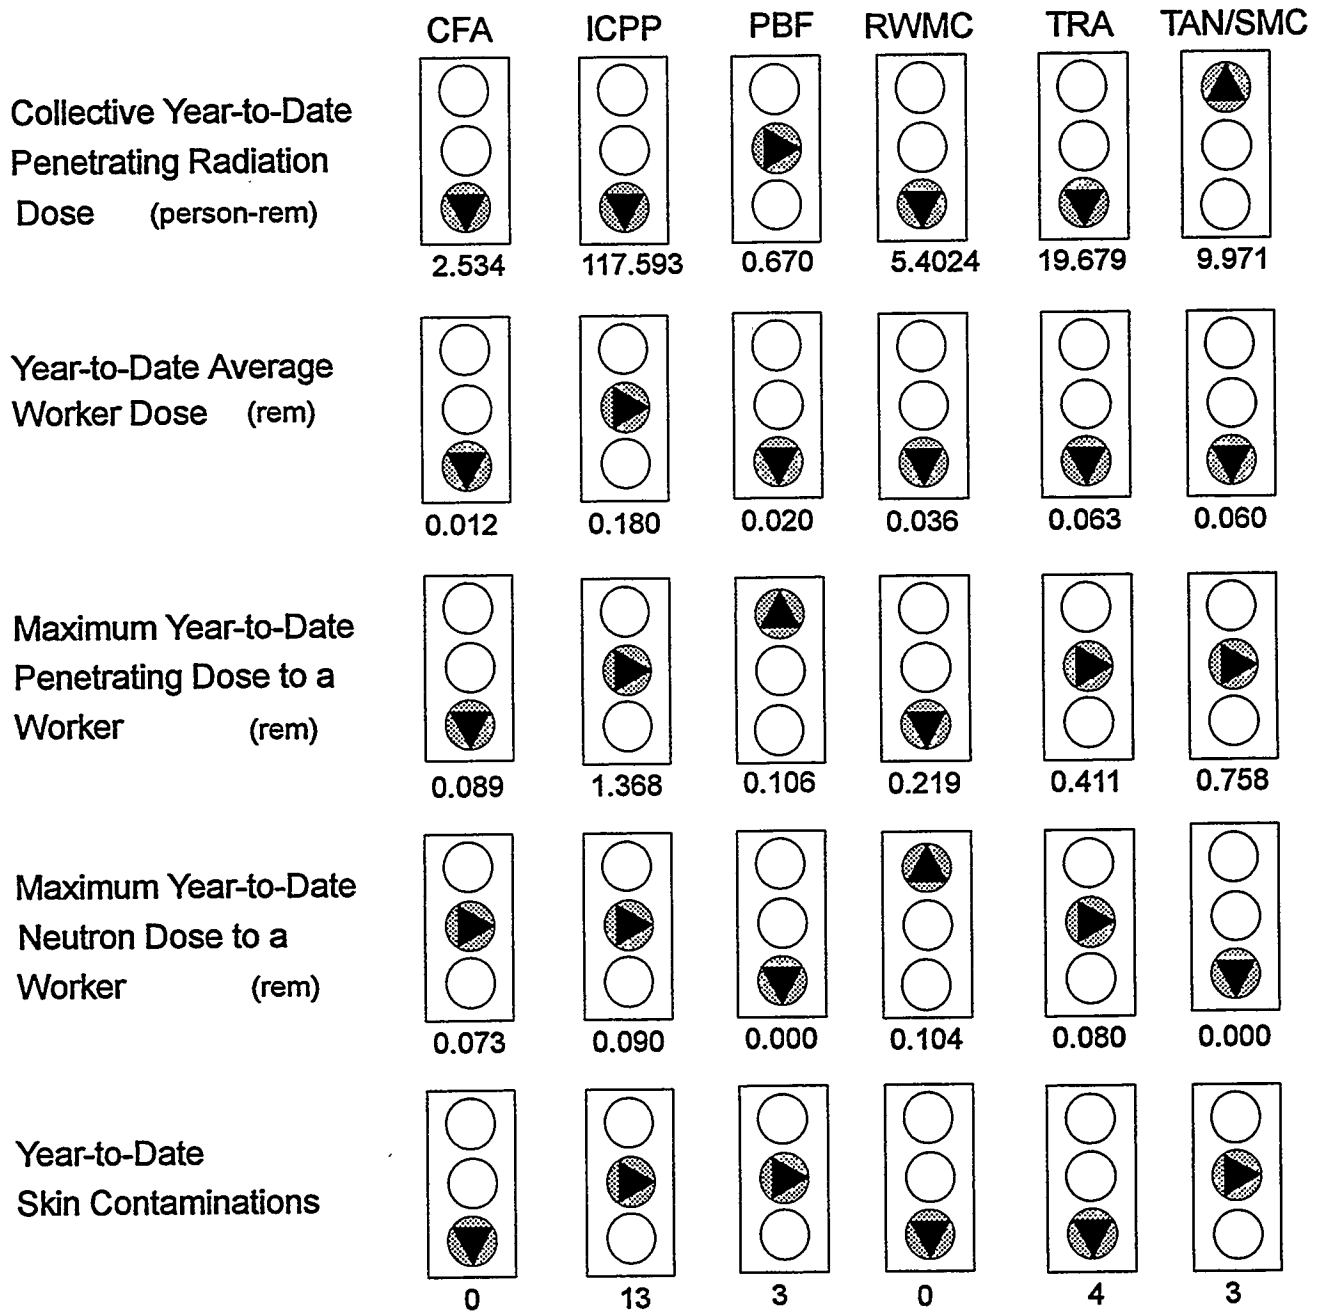 CFA ICPP PBF RWMC TRA TAN/SMC
Collective Year-to-Date
Penetrating Radiation
Dose (person-rem)
2.534 117.593 0.670 5.4024 19.679 9.971
Year-to-Date Average
Worker Dose (rem)
0.012 0.180 0.020 0.036 0.063 0.060
Maximum Year-to-Date
Penetrating Dose to a
Worker (rem)
0.089 1.368 0.106 0.219 0.411 0.758
Maximum Year-to-Date
Neutron Dose to a
Worker (rem)
0.073 0.090 0.000 0.104 0.080 0.000
Year-to-Date
Skin Contaminations
0 13 3 0 4 3